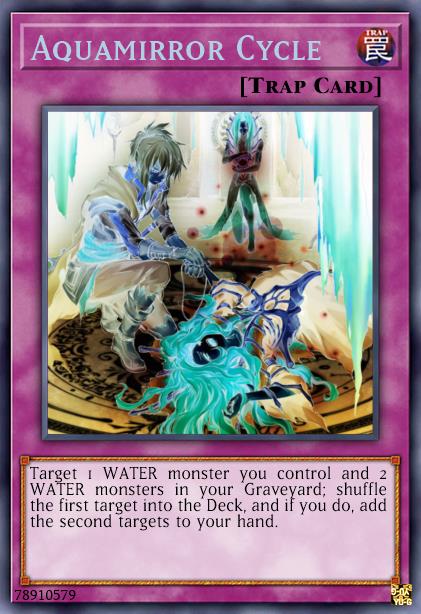 Aquamirror Cycle
TRAP
罠
[Trap Card]
Target 1 WATER monster you control and 2
WATER monsters in your Graveyard; shuffle
the first target into the Deck, and if you do, add
the second targets to your hand.
78910579